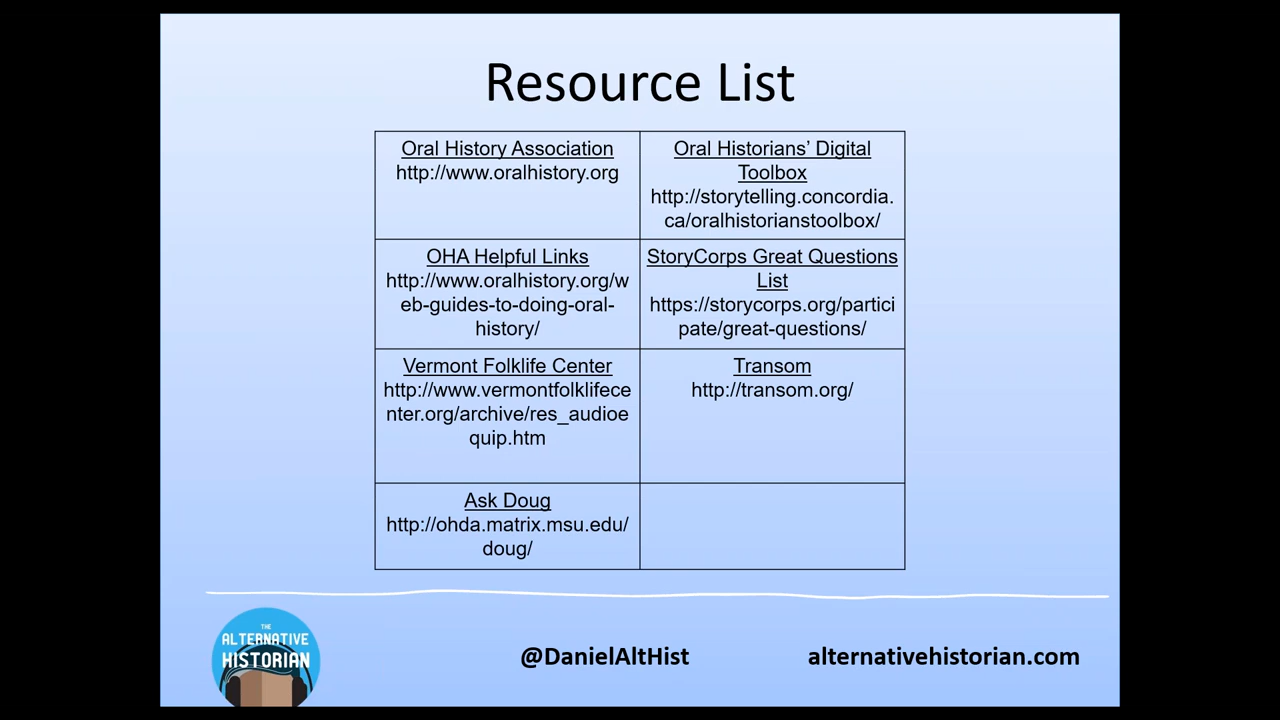 Resource List
Oral History Association
http://www.oralhistory.org
Oral Historians’ Digital
Toolbox
http://storytelling.concordia.
ca/oralhistorianstoolbox/
OHA Helpful Links
http://www.oralhistory.org/w
eb-guides-to-doing-oral-
history/
StoryCorps Great Questions
List
https://storycorps.org/partici
pate/great-questions/
Vermont Folklife Center
http://www.vermontfolklifece
nter.org/archive/res_audioe
quip.htm
Transom
http://transom.org/
Ask Doug
http://ohda.matrix.msu.edu/
doug/
THE
ALTERNATIVE
HISTORIAN
@DanielAltHist
alternativehistorian.com